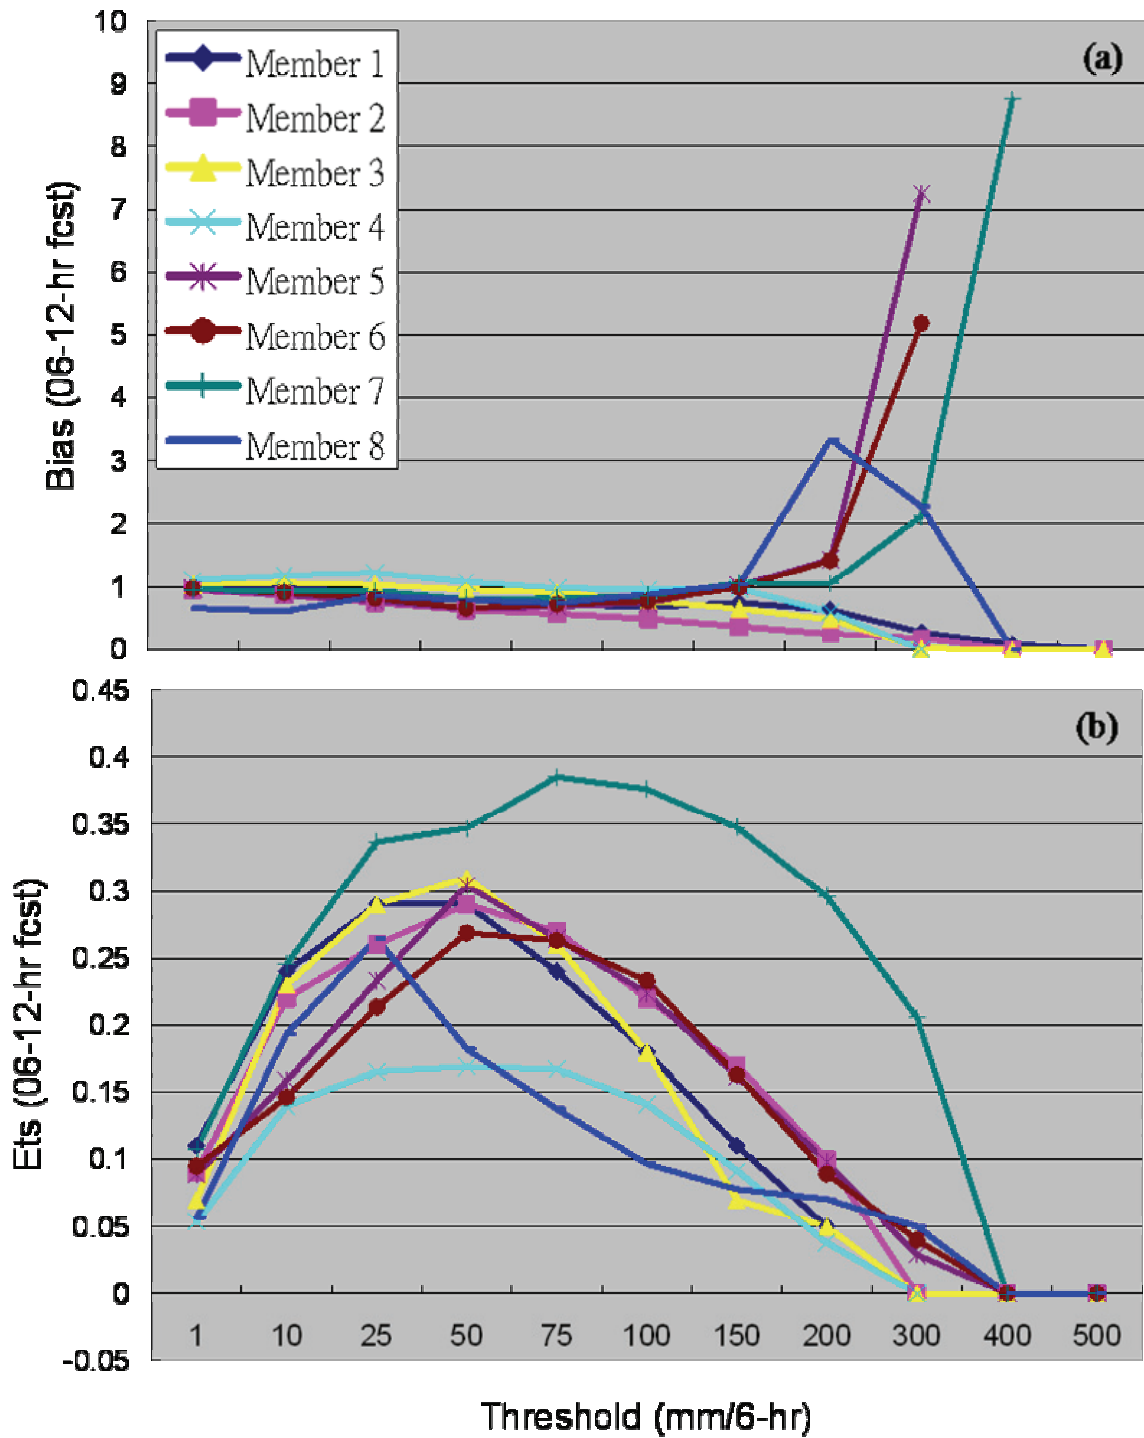 10
9
8
7
6
5
4
3
2
1
0
Bias (06-12-hr fcst)
(a)
Member 1
Member 2
Member 3
Member 4
Member 5
Member 6
Member 7
Member 8
0.45
0.4
0.35
0.3
0.25
0.2
0.15
0.1
0.05
0
-0.05
Ets (06-12-hr fcst)
(b)
1 10 25 50 75 100 150 200 300 400 500
Threshold (mm/6-hr)